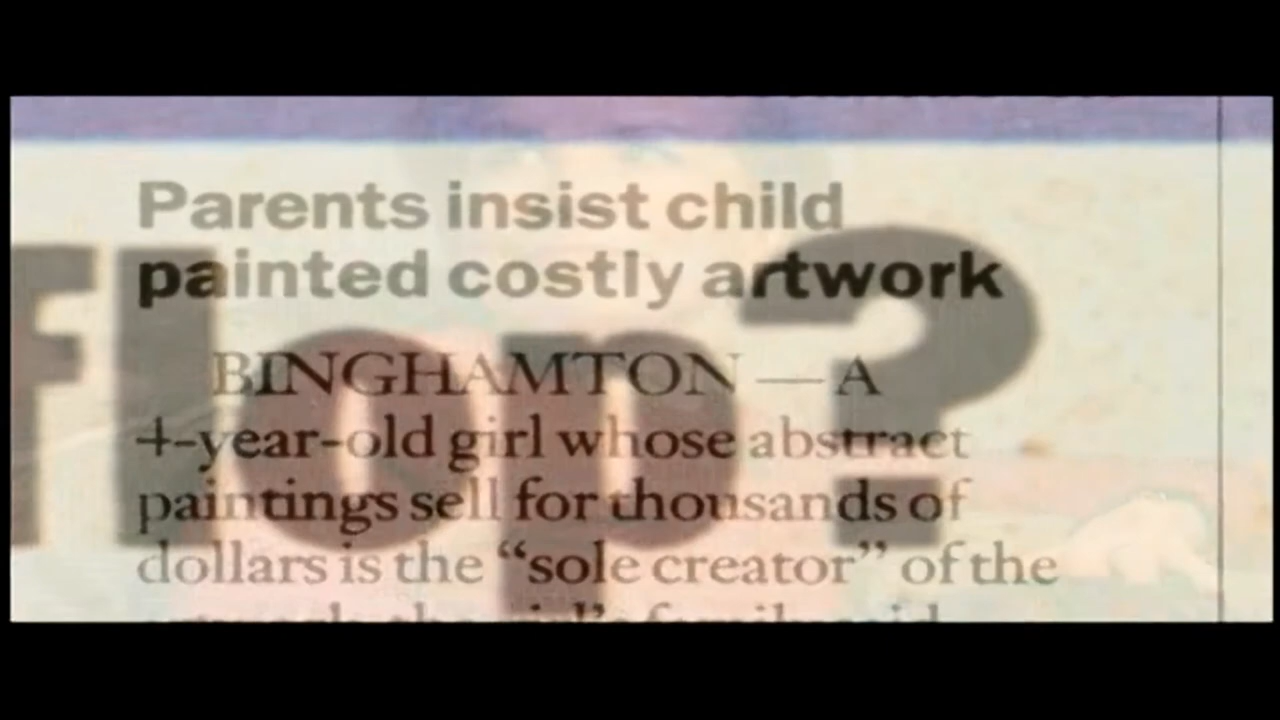 Parents insist child
painted costly artwork
flop?
BINGHAMTON — A
4-year-old girl whose abstract
paintings sell for thousands of
dollars is the “sole creator” of the